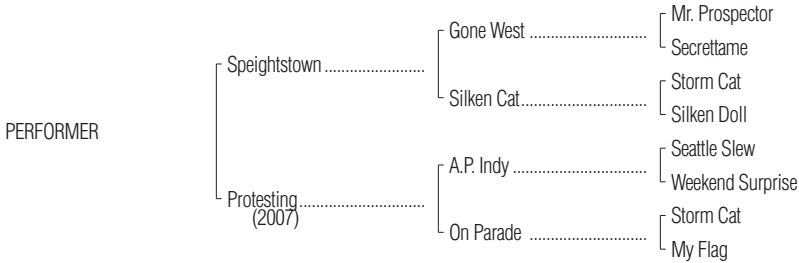 Mr. Prospector
Gone West ............................
Secrettame
Speightstown ........................
Storm Cat
Silken Cat..............................
Silken Doll
PERFORMER
Seattle Slew
A.P. Indy ................................
Weekend Surprise
Protesting..............................
(2007)
Storm Cat
On Parade ............................
My Flag